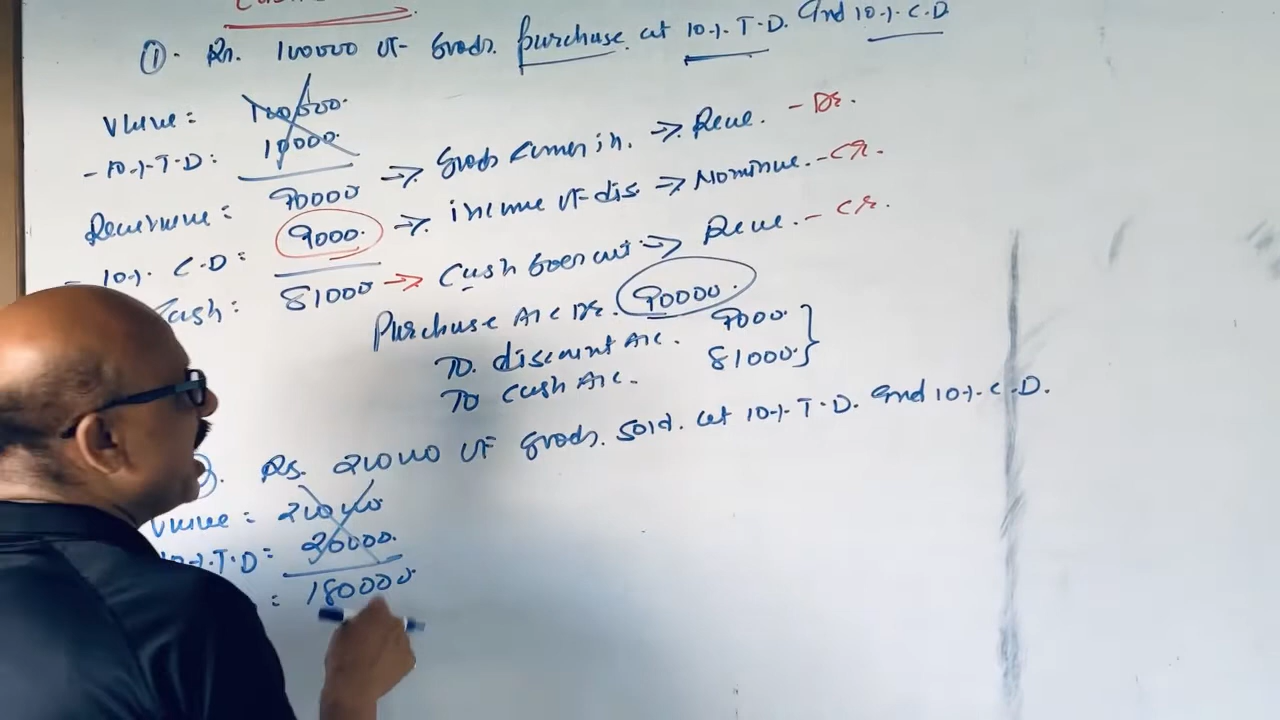 ①. Rs. 100000 of Goods. purchase. at 10%. T.D. and 10%. C.D
Value: 100000.
- 10%.T.D: 10000.
90000 → Goods comes in. → Real. - Dr.
9000. → income of dis → Nominal. - Cr.
- 10%. C.D:
Cash: 81000 → Cash Goes out → Real. - Cr.
Purchase A/C Dr. 90000.
To. discount A/C. 9000.
To Cash A/C. 81000. }
Rs. 200000 of Goods. sold. at 10%. T.D. and 10%. C.D.
Value = 200000
10%.T.D = 20000.
= 180000